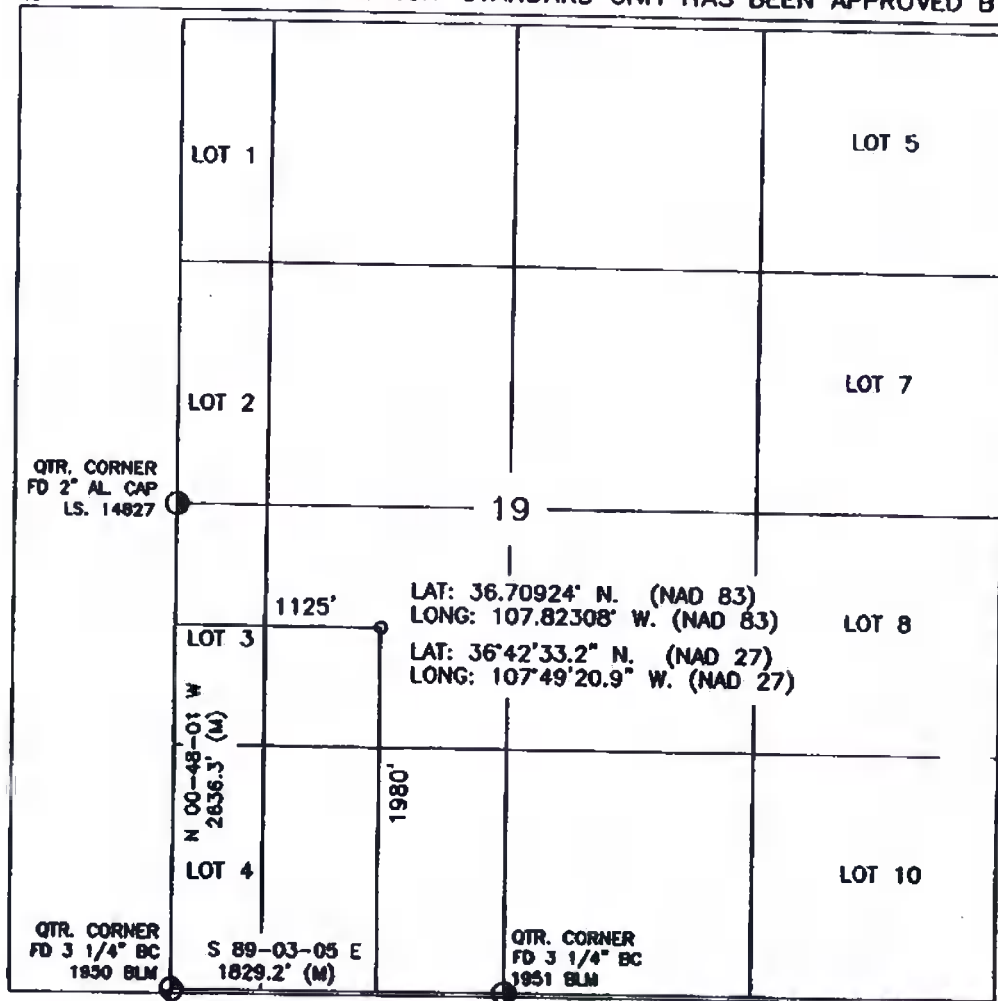 STANDARD UNIT HAS BEEN APPROVED B
LOT 1
LOT 5
LOT 2
LOT 7
QTR. CORNER
FD 2" AL. CAP
LS. 14827
19
LAT: 36.70924° N. (NAD 83)
LONG: 107.82308° W. (NAD 83)
LAT: 36°42'33.2" N. (NAD 27)
LONG: 107°49'20.9" W. (NAD 27)
1125'
LOT 3
LOT 8
N 00-48-01 W
2636.3' (M)
1980'
LOT 4
LOT 10
QTR. CORNER
FD 3 1/4" BC
1950 BLM
S 89-03-05 E
1829.2' (M)
QTR. CORNER
FD 3 1/4" BC
1951 BLM